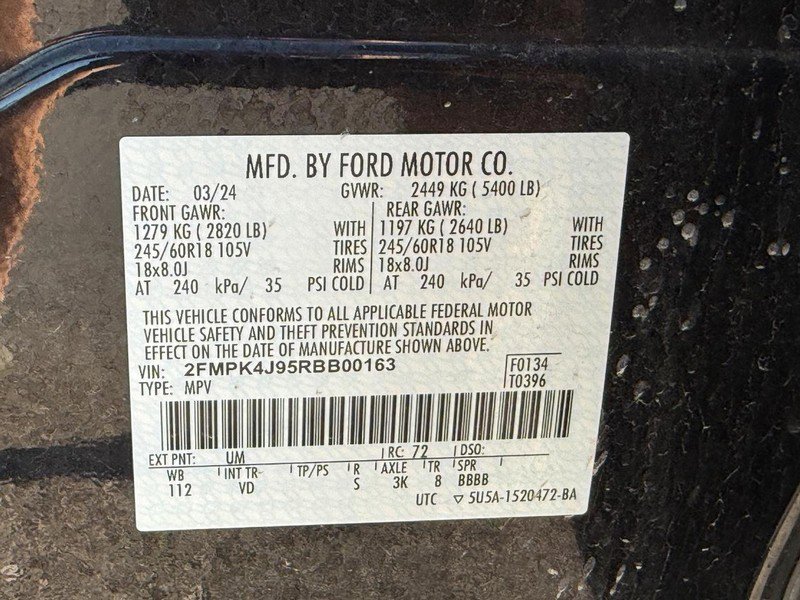 MFD. BY FORD MOTOR CO.
DATE: 03/24 GVWR: 2449 KG ( 5400 LB)
FRONT GAWR: REAR GAWR:
1279 KG ( 2820 LB) WITH 1197 KG ( 2640 LB) WITH
245/60R18 105V TIRES 245/60R18 105V TIRES
18x8.0J RIMS 18x8.0J RIMS
AT 240 kPa/ 35 PSI COLD AT 240 kPa/ 35 PSI COLD
THIS VEHICLE CONFORMS TO ALL APPLICABLE FEDERAL MOTOR
VEHICLE SAFETY AND THEFT PREVENTION STANDARDS IN
EFFECT ON THE DATE OF MANUFACTURE SHOWN ABOVE.
VIN: 2FMPK4J95RBB00163 F0134
TYPE: MPV T0396
EXT PNT: UM RC: 72 DSO:
WB INT TR TP/PS R AXLE TR SPR
112 VD S 3K 8 BBBB
UTC ▽ 5U5A-1520472-BA